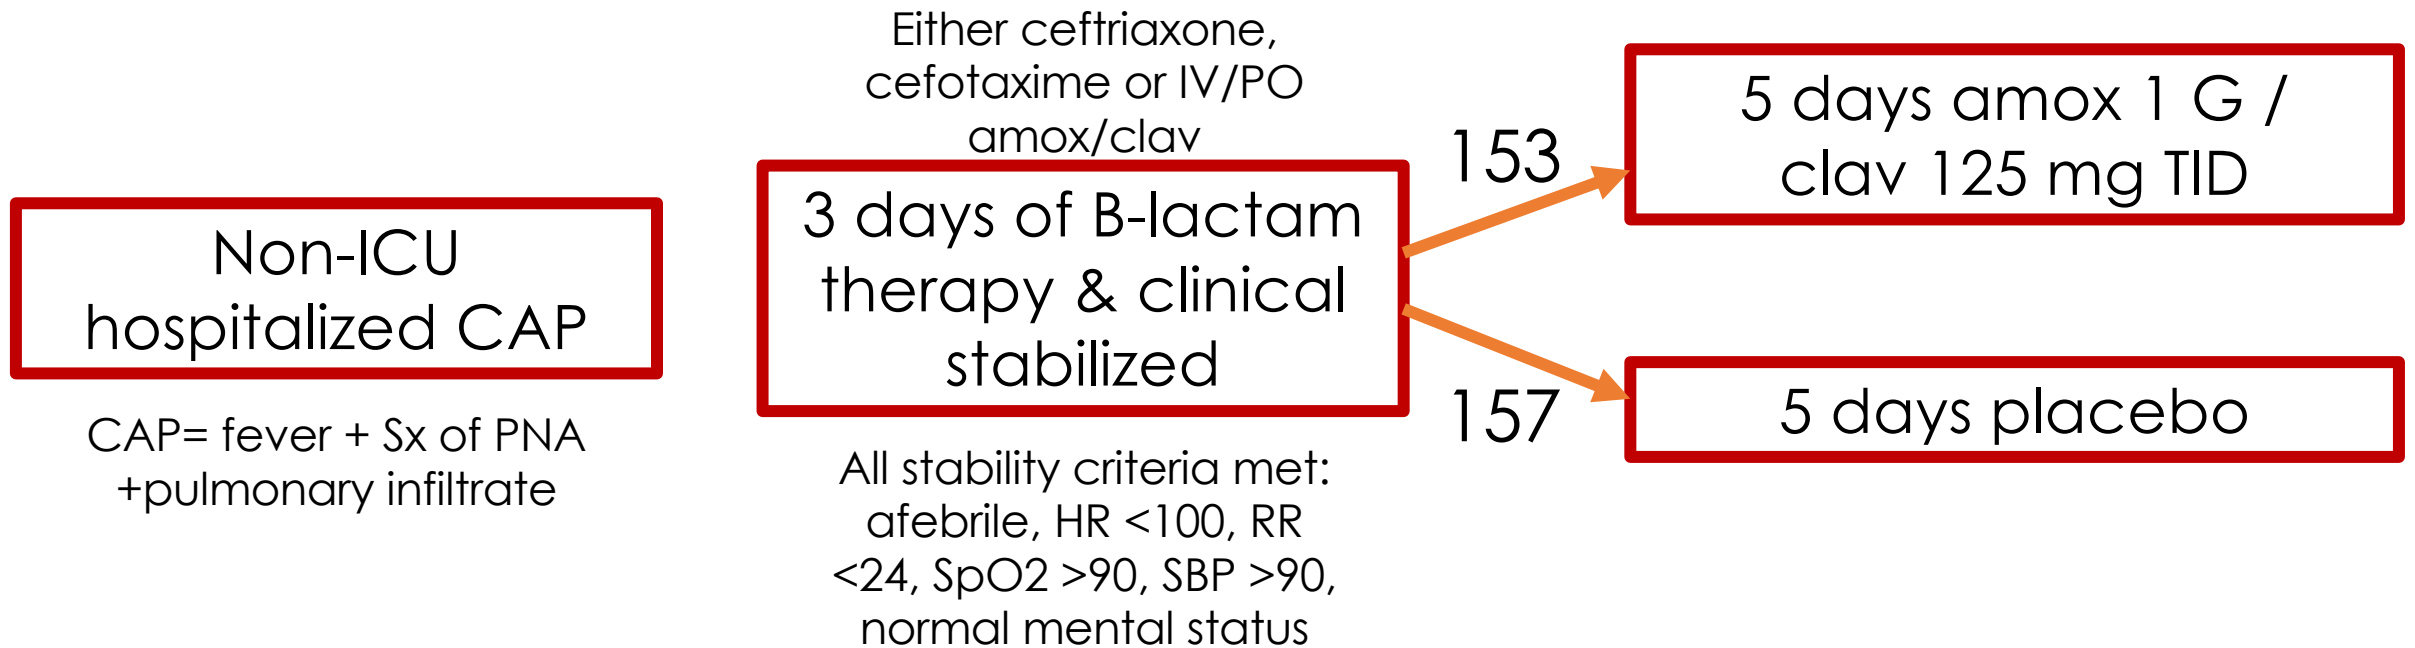 Non-ICU
hospitalized CAP
CAP= fever + Sx of PNA
+pulmonary infiltrate
Either ceftriaxone,
cefotaxime or IV/PO
amox/clav
3 days of B-lactam
therapy & clinical
stabilized
All stability criteria met:
afebrile, HR <100, RR
<24, SpO2 >90, SBP >90,
normal mental status
153
5 days amox 1 G /
clav 125 mg TID
157
5 days placebo